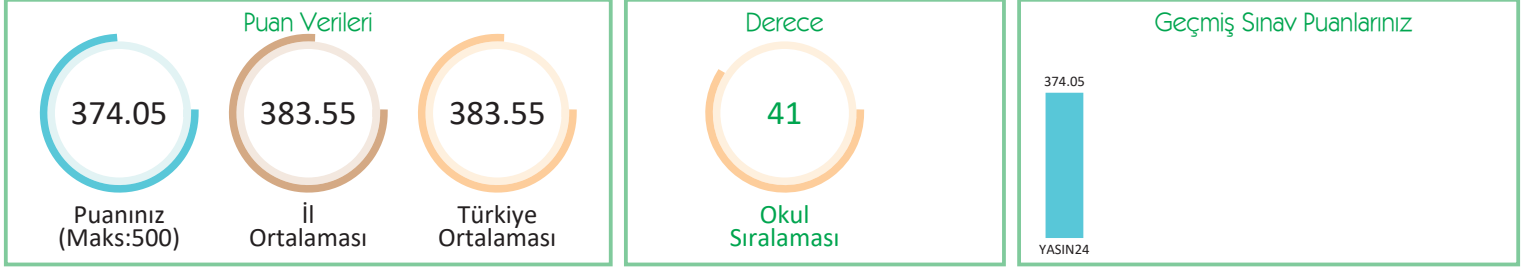 Puan Verileri
374.05
383.55
383.55
Puanınız
(Maks:500)
İl
Ortalaması
Türkiye
Ortalaması
Derece
41
Okul
Sıralaması
Geçmiş Sınav Puanlarınız
374.05
YASIN24